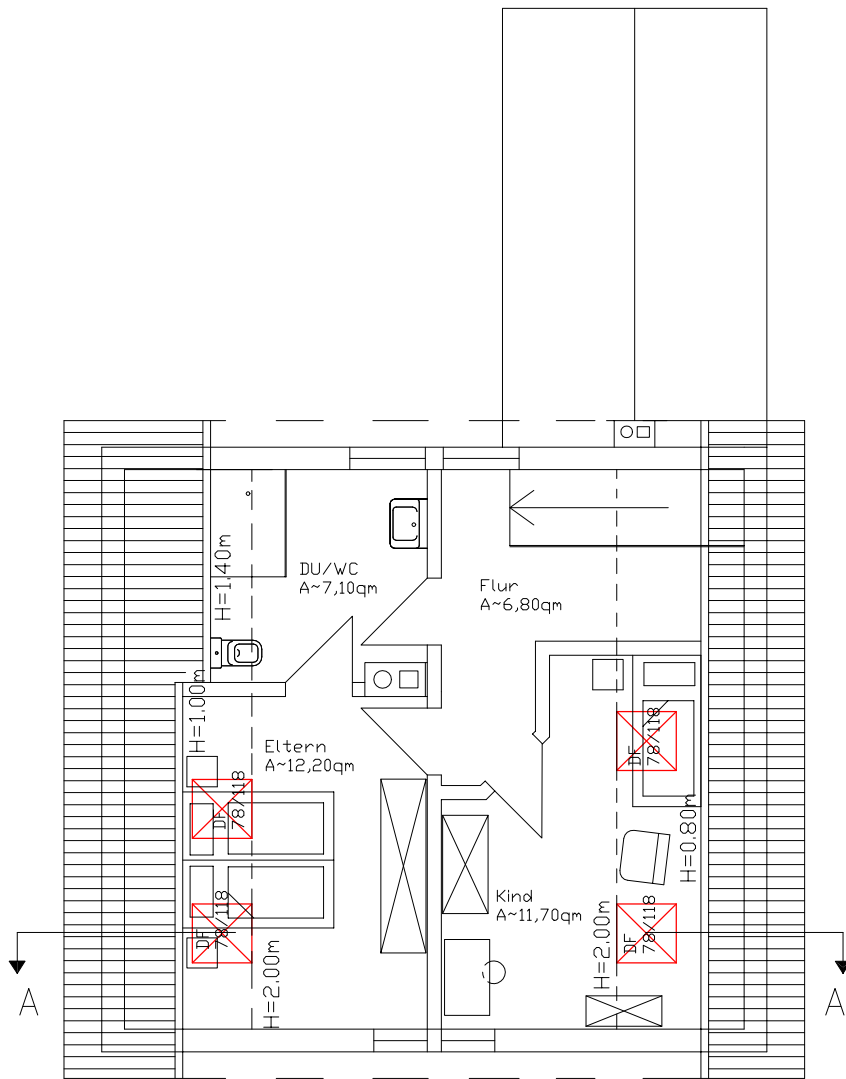 H=1,40m
DU/WC
A~7,10qm
Flur
A~6,80qm
H=1,00m
Eltern
A~12,20qm
DF
78/118
DF
78/118
H=0,80m
Kind
A~11,70qm
DF
78/118
DF
78/118
H=2,00m
H=2,00m
A
A